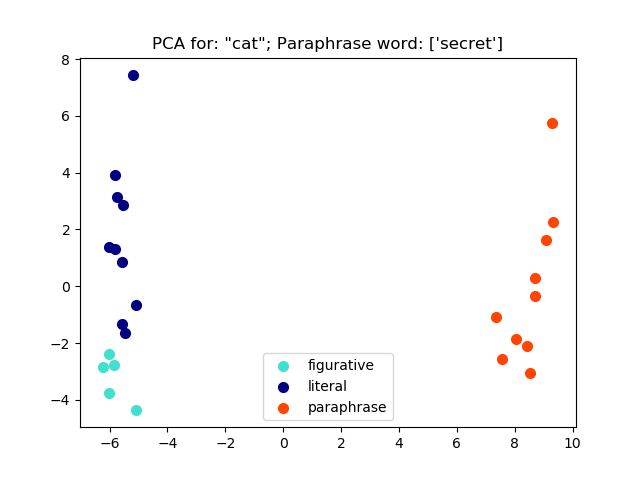 PCA for: "cat"; Paraphrase word: ['secret']
8
6
4
2
0
−2
−4
figurative
literal
paraphrase
−6 −4 −2 0 2 4 6 8 10